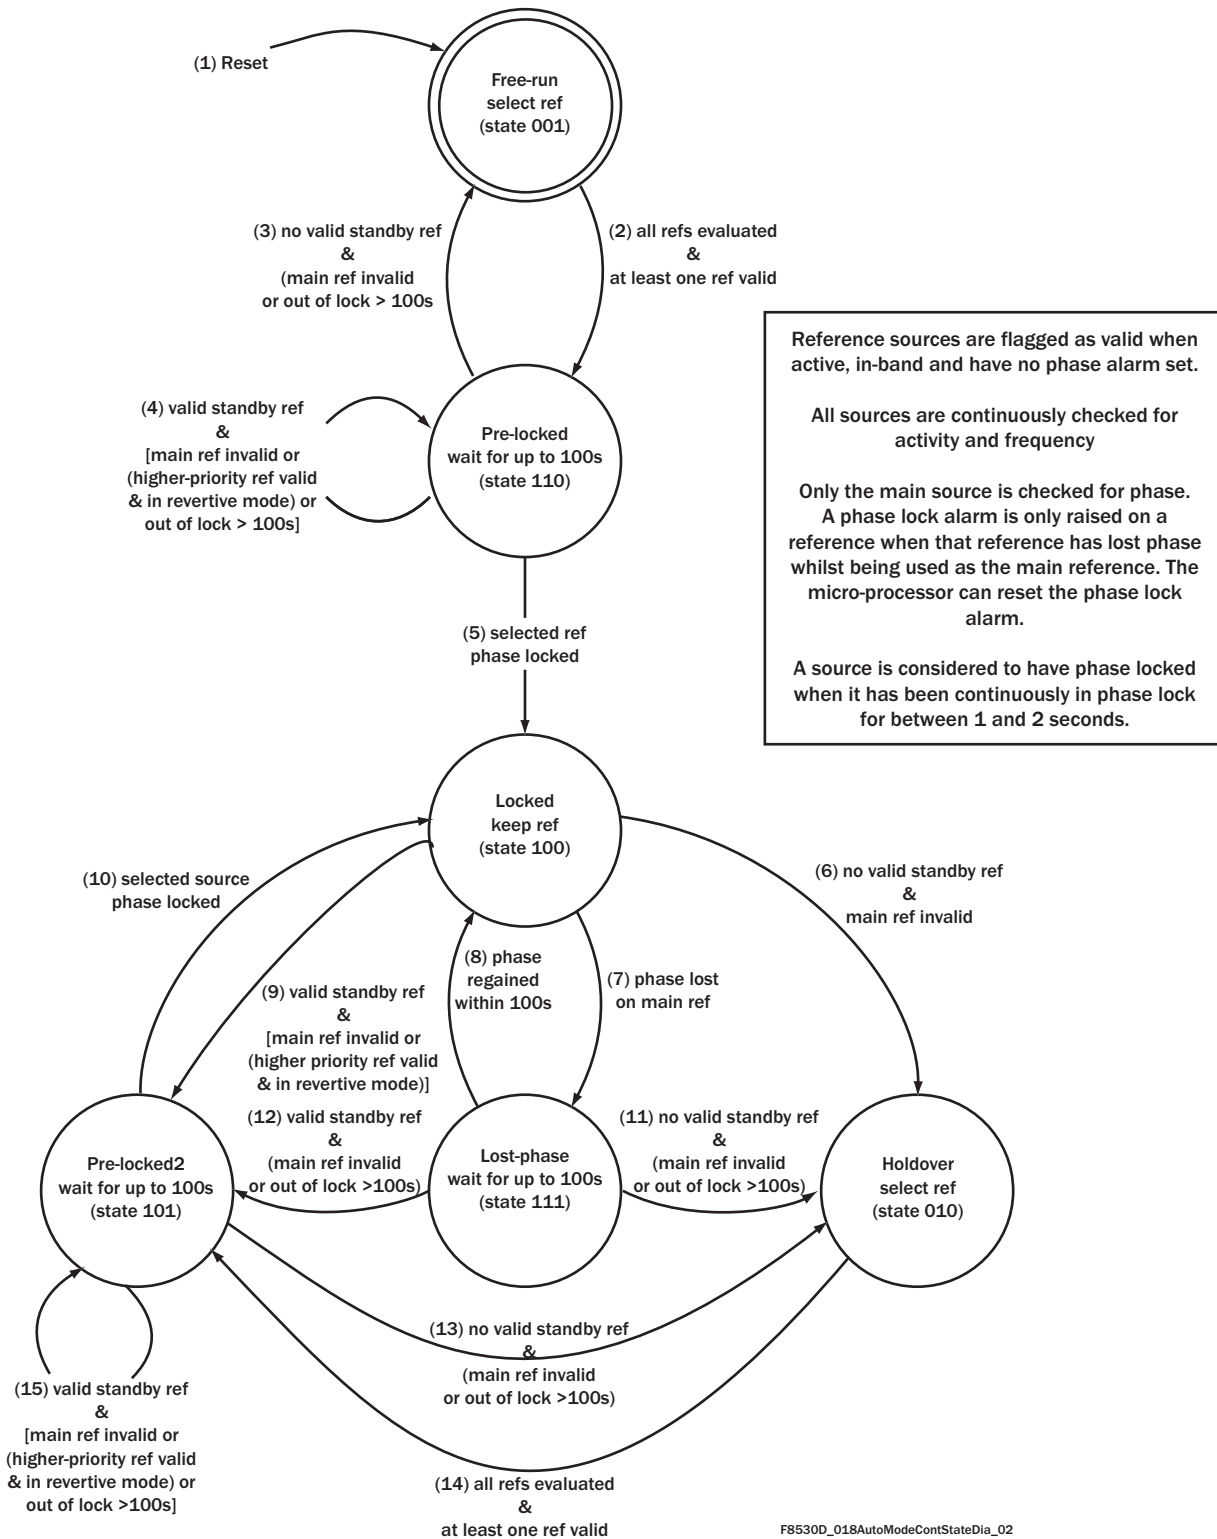 (1) Reset
Free-run
select ref
(state 001)
(3) no valid standby ref
&
(main ref invalid
or out of lock > 100s
(2) all refs evaluated
&
at least one ref valid
Reference sources are flagged as valid when
active, in-band and have no phase alarm set.
All sources are continuously checked for
activity and frequency
Only the main source is checked for phase.
A phase lock alarm is only raised on a
reference when that reference has lost phase
whilst being used as the main reference. The
micro-processor can reset the phase lock
alarm.
A source is considered to have phase locked
when it has been continuously in phase lock
for between 1 and 2 seconds.
(4) valid standby ref
&
[main ref invalid or
(higher-priority ref valid
& in revertive mode) or
out of lock > 100s]
Pre-locked
wait for up to 100s
(state 110)
(5) selected ref
phase locked
Locked
keep ref
(state 100)
(10) selected source
phase locked
(6) no valid standby ref
&
main ref invalid
(8) phase
regained
within 100s
(7) phase lost
on main ref
(9) valid standby ref
&
[main ref invalid or
(higher priority ref valid
& in revertive mode)]
(12) valid standby ref
&
(main ref invalid
or out of lock >100s)
(11) no valid standby ref
&
(main ref invalid
or out of lock >100s)
Pre-locked2
wait for up to 100s
(state 101)
Lost-phase
wait for up to 100s
(state 111)
Holdover
select ref
(state 010)
(13) no valid standby ref
&
(main ref invalid
or out of lock >100s)
(15) valid standby ref
&
[main ref invalid or
(higher-priority ref valid
& in revertive mode) or
out of lock >100s]
(14) all refs evaluated
&
at least one ref valid
F8530D_018AutoModeContStateDia_02